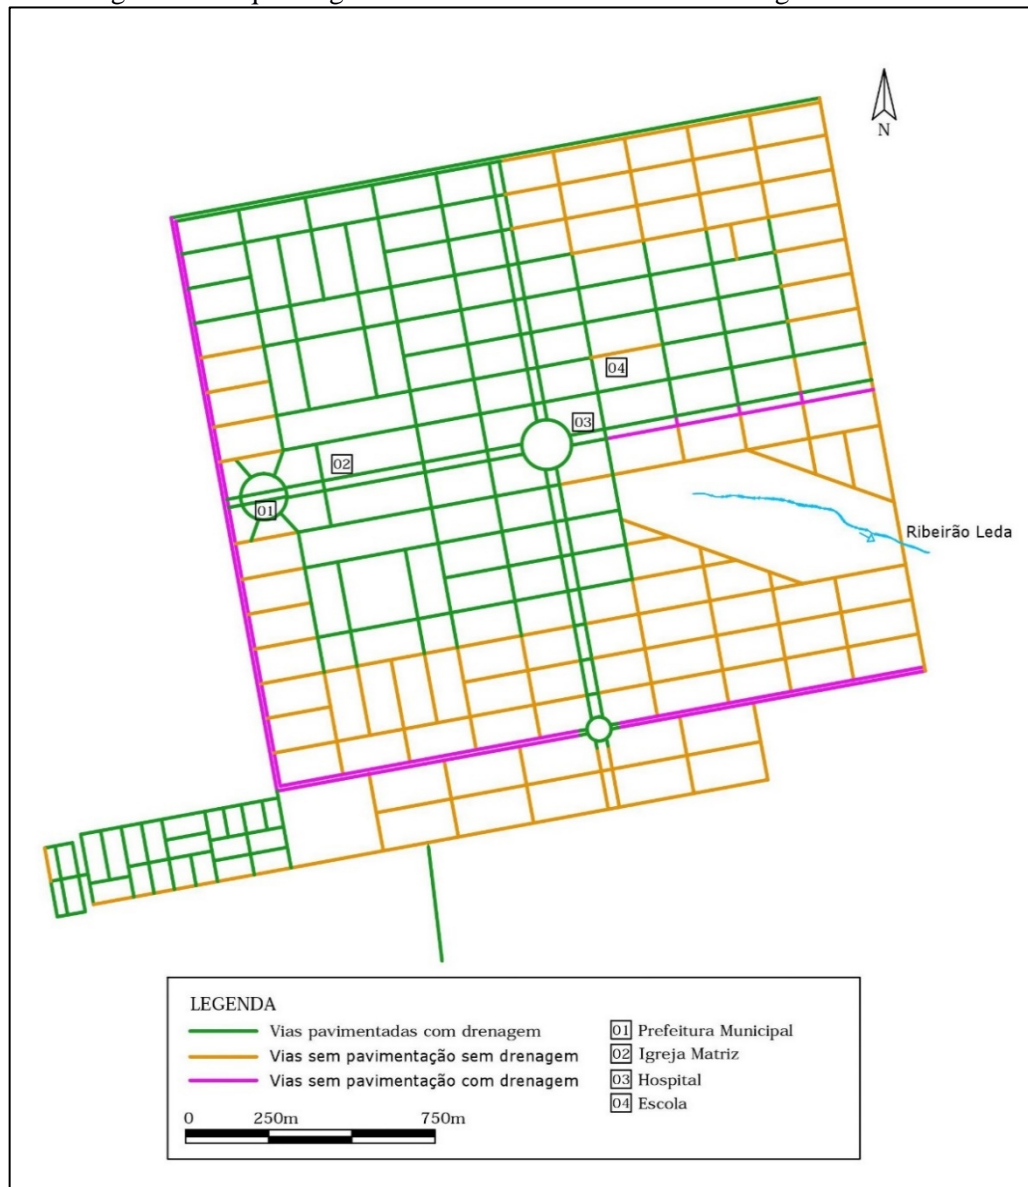 N
04
03
02
01
Ribeirão Leda
LEGENDA
Vias pavimentadas com drenagem
Vias sem pavimentação sem drenagem
Vias sem pavimentação com drenagem
0 250m 750m
01 Prefeitura Municipal
02 Igreja Matriz
03 Hospital
04 Escola